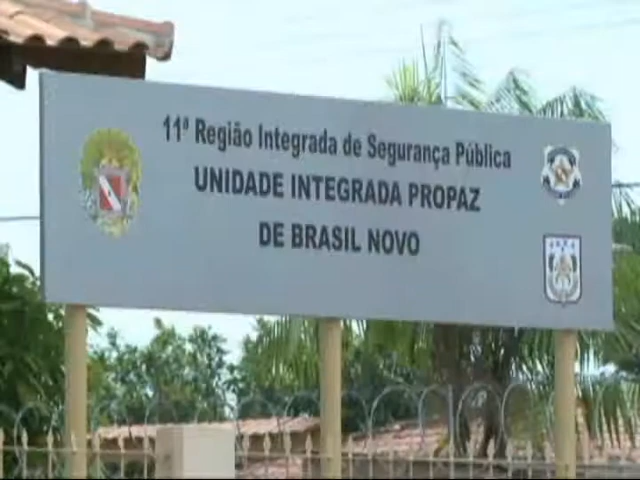 11ª Região Integrada de Segurança Pública
UNIDADE INTEGRADA PROPAZ
DE BRASIL NOVO